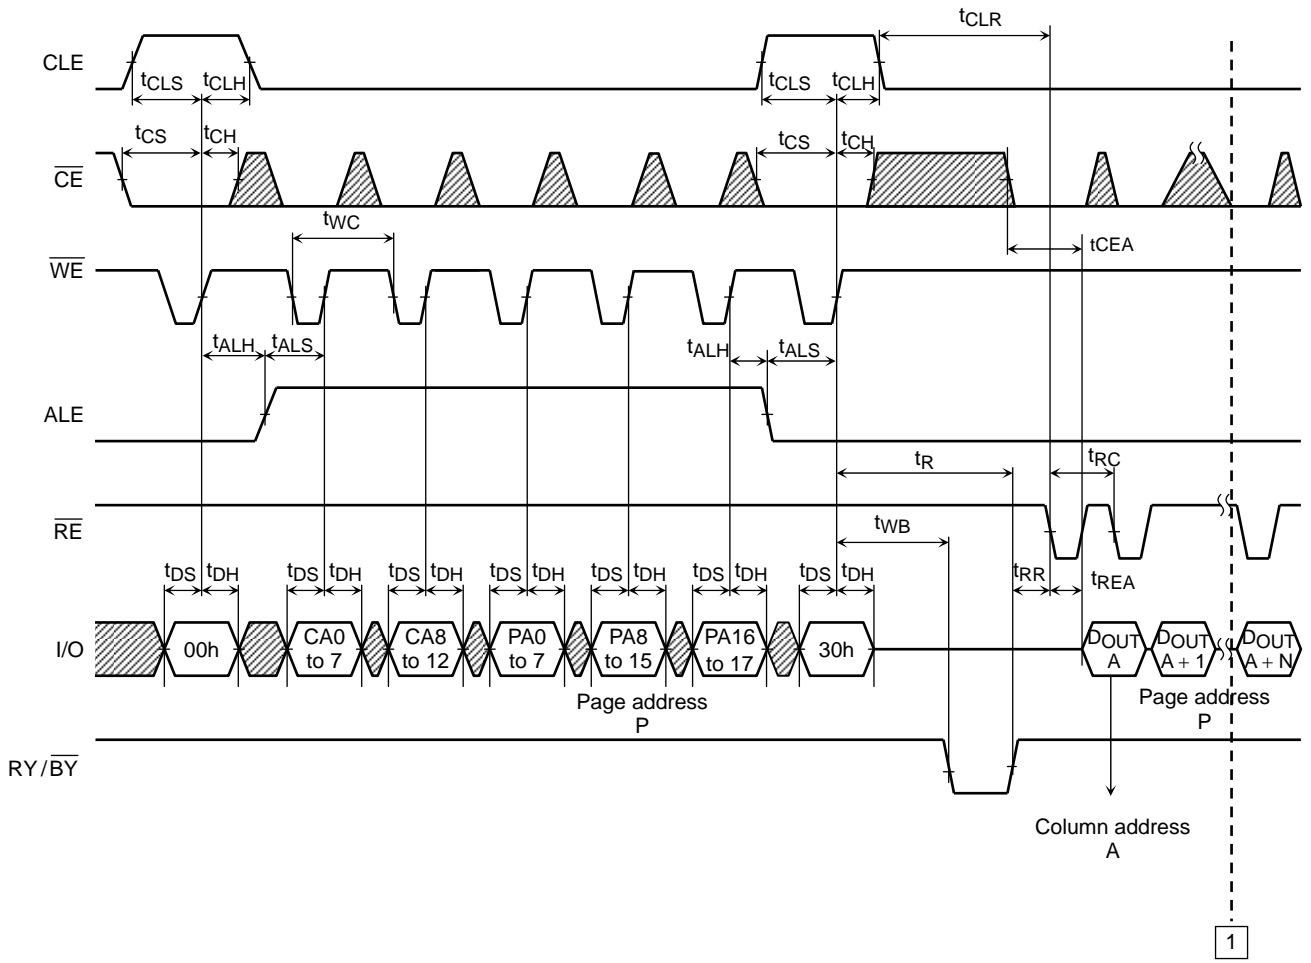 tCLR
CLE
tCLS tCLH tCLS tCLH
tCS tCH tCS tCH
CE
tWC tCEA
WE
tALH tALS tALH tALS
ALE
tR tRC
RE
tWB
tDS tDH tDS tDH tDS tDH tDS tDH tDS tDH tDS tDH tDS tDH tRR tREA
I/O
00h
CA0
to 7
CA8
to 12
PA0
to 7
PA8
to 15
PA16
to 17
30h
DOUT
A
DOUT
A + 1
DOUT
A + N
Page address
P
Page address
P
RY/BY
Column address
A
1